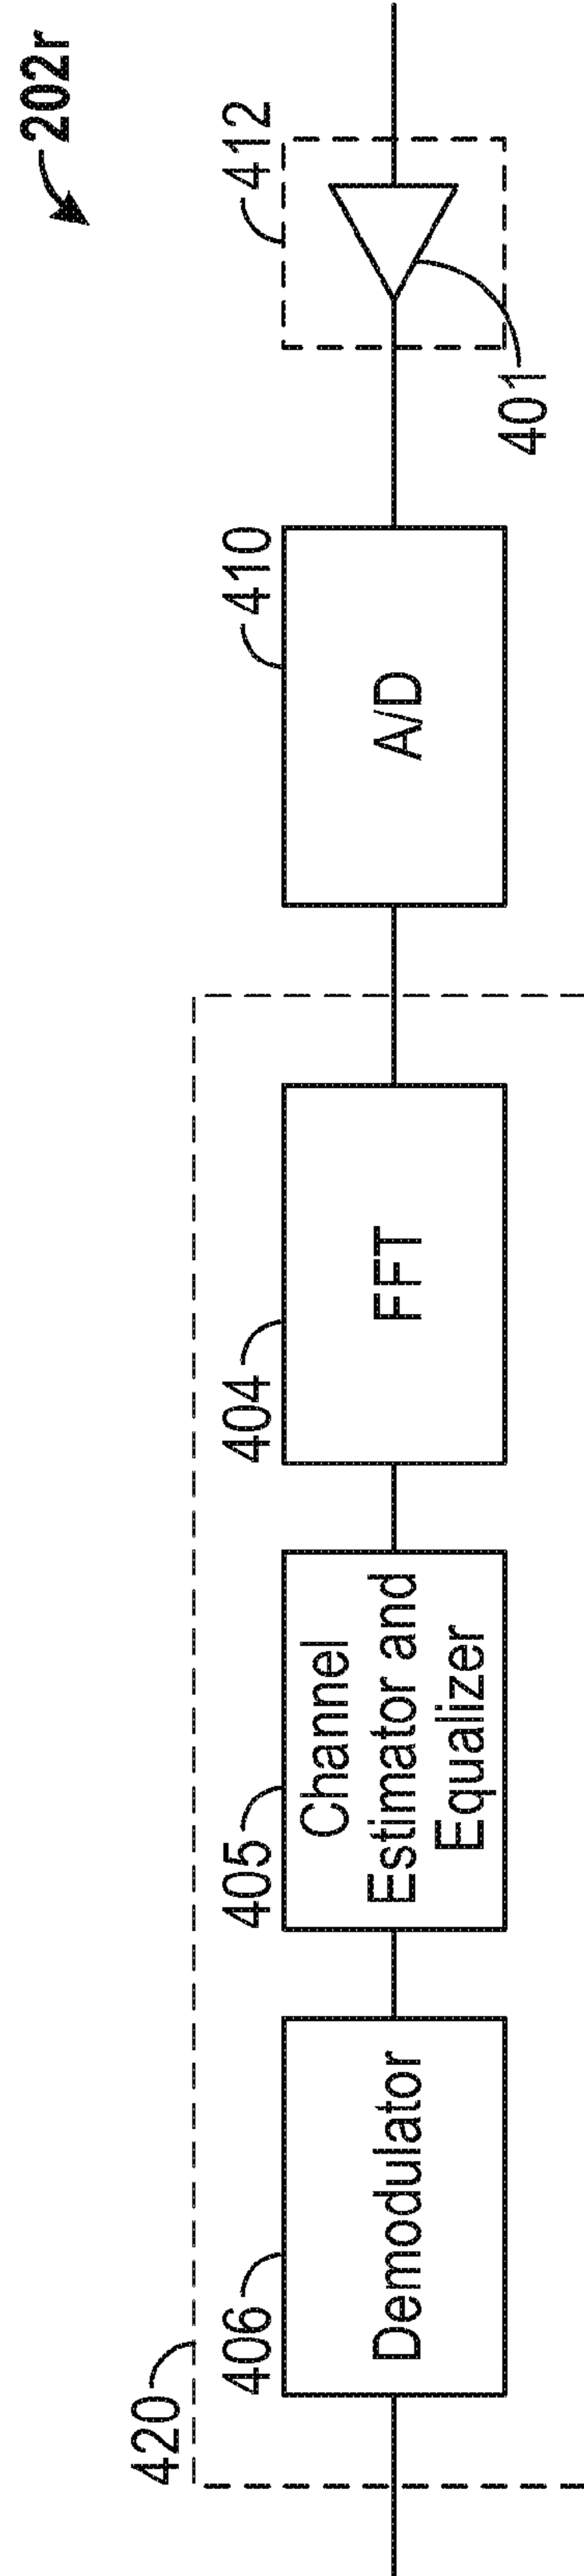 202r
420
406
405
404
410
412
Demodulator
Channel
Estimator and
Equalizer
FFT
A/D
401